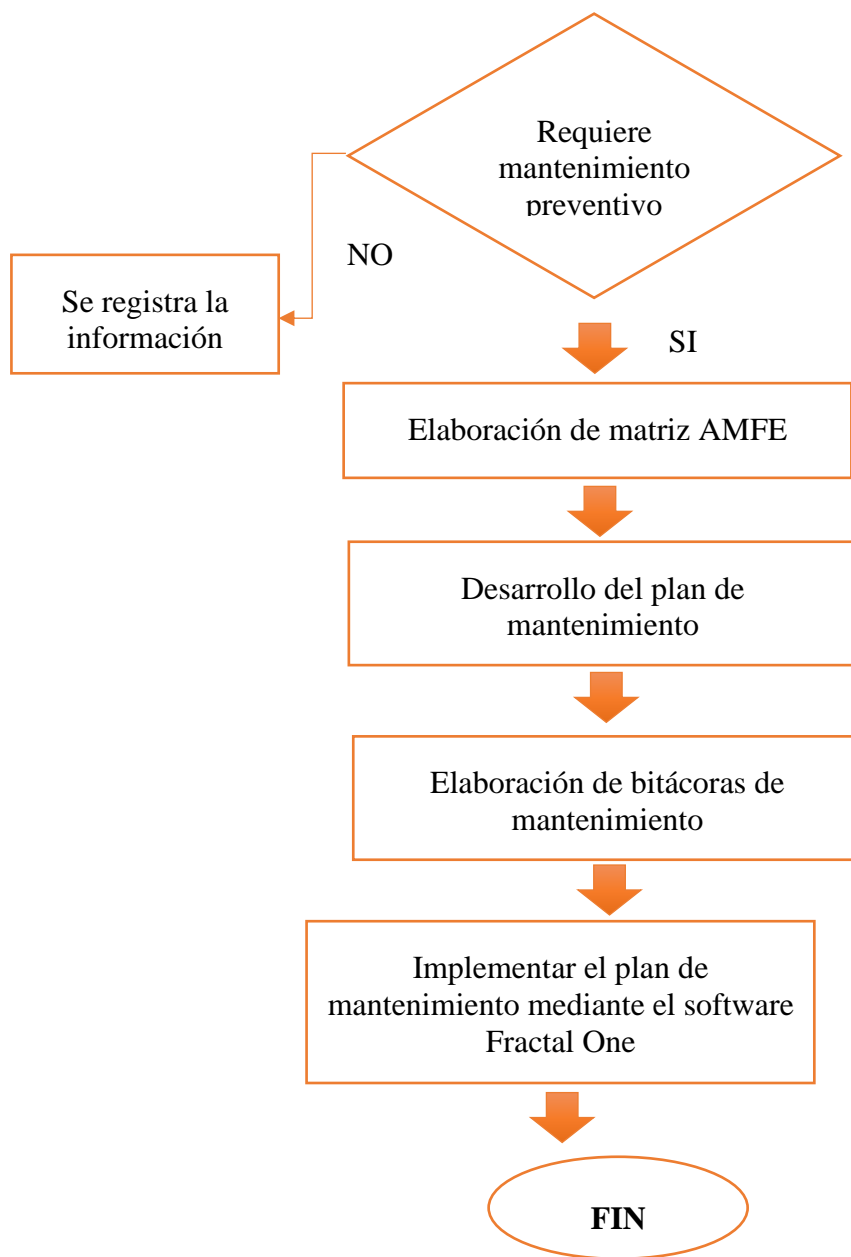 Requiere
mantenimiento
preventivo
NO
Se registra la
información
SI
Elaboración de matriz AMFE
Desarrollo del plan de
mantenimiento
Elaboración de bitácoras de
mantenimiento
Implementar el plan de
mantenimiento mediante el software
Fractal One
FIN